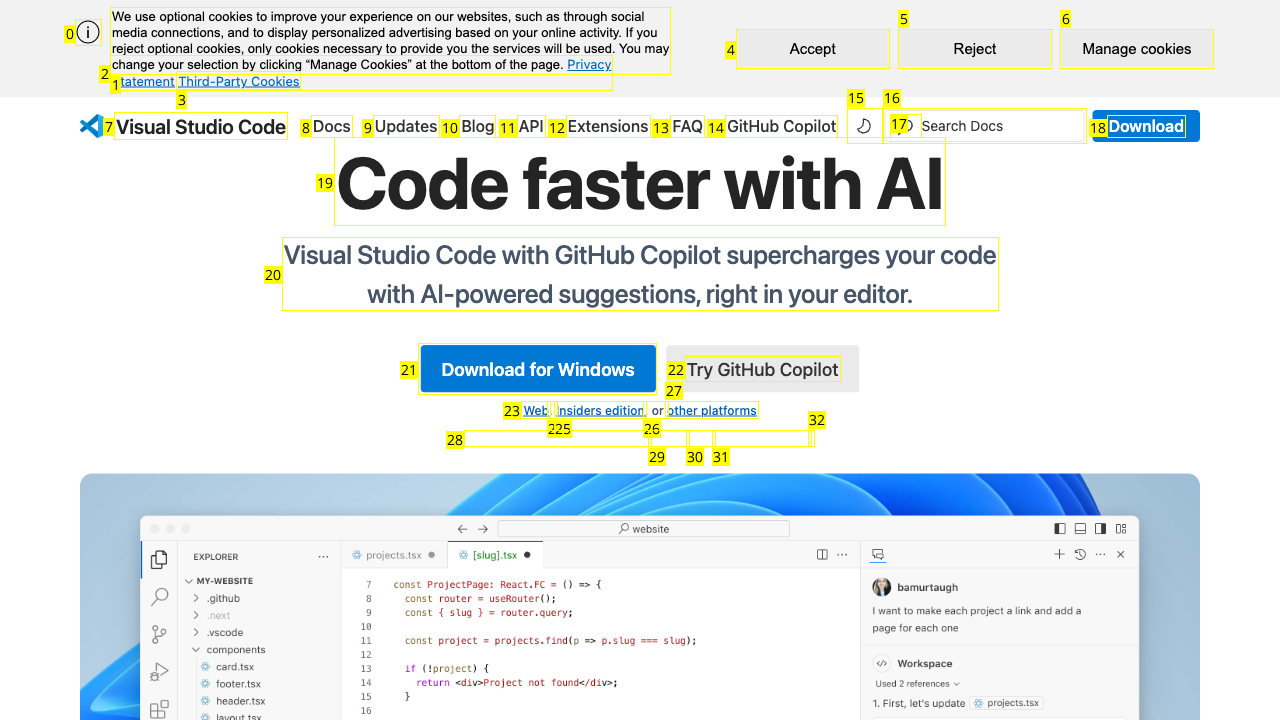 We use optional cookies to improve your experience on our websites, such as through social
media connections, and to display personalized advertising based on your online activity. If you
reject optional cookies, only cookies necessary to provide you the services will be used. You may
change your selection by clicking “Manage Cookies” at the bottom of the page. Privacy
tatement Third-Party Cookies
0
1
2
3
4 Accept
5 Reject
6 Manage cookies
7 Visual Studio Code
8 Docs
9 Updates
10 Blog
11 API
12 Extensions
13 FAQ
14 GitHub Copilot
15
16
17 Search Docs
18 Download
19 Code faster with AI
20 Visual Studio Code with GitHub Copilot supercharges your code
with AI-powered suggestions, right in your editor.
21 Download for Windows
22 Try GitHub Copilot
27
23 Web Insiders edition, or other platforms
25
26
32
28
29
30
31
website
EXPLORER
MY-WEBSITE
.github
.next
.vscode
components
card.tsx
footer.tsx
header.tsx
layout.tsx
projects.tsx
[slug].tsx
7 const ProjectPage: React.FC = () => {
8 const router = useRouter();
9 const { slug } = router.query;
10
11 const project = projects.find(p => p.slug === slug);
12
13 if (!project) {
14 return <div>Project not found</div>;
15 }
16
bamurtaugh
I want to make each project a link and add a
page for each one
Workspace
Used 2 references
1. First, let's update projects.tsx